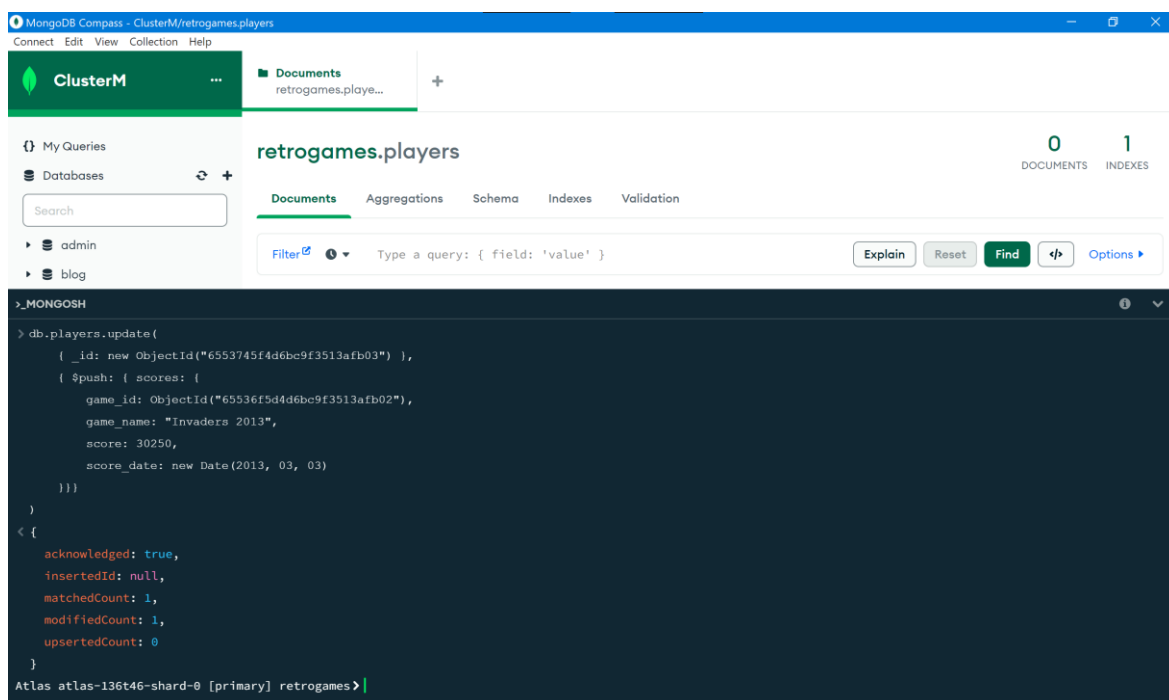 MongoDB Compass - ClusterM/retrogames.players
Connect Edit View Collection Help
ClusterM ...
Documents
retrogames.playe...
+
{} My Queries
Databases
+
Search
admin
blog
retrogames.players
0
DOCUMENTS
1
INDEXES
Documents Aggregations Schema Indexes Validation
Filter Type a query: { field: 'value' } Explain Reset Find </> Options
>_MONGOSH
> db.players.update(
{ _id: new ObjectId("6553745f4d6bc9f3513afb03") },
{ $push: { scores: {
game_id: ObjectId("65536f5d4d6bc9f3513afb02"),
game_name: "Invaders 2013",
score: 30250,
score_date: new Date(2013, 03, 03)
}}}
)
< {
acknowledged: true,
insertedId: null,
matchedCount: 1,
modifiedCount: 1,
upsertedCount: 0
}
Atlas atlas-136t46-shard-0 [primary] retrogames>